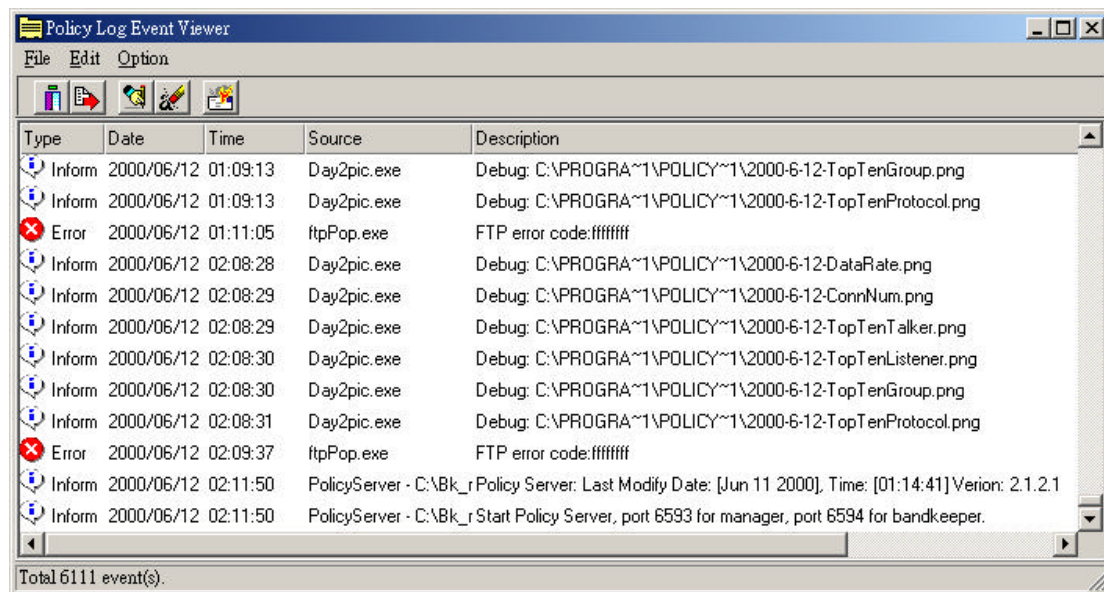 Policy Log Event Viewer
File Edit Option
Type Date Time Source Description
Inform 2000/06/12 01:09:13 Day2pic.exe Debug: C:\PROGRA~1\POLICY~1\2000-6-12-TopTenGroup.png
Inform 2000/06/12 01:09:13 Day2pic.exe Debug: C:\PROGRA~1\POLICY~1\2000-6-12-TopTenProtocol.png
Error 2000/06/12 01:11:05 ftpPop.exe FTP error code:ffffffff
Inform 2000/06/12 02:08:28 Day2pic.exe Debug: C:\PROGRA~1\POLICY~1\2000-6-12-DataRate.png
Inform 2000/06/12 02:08:29 Day2pic.exe Debug: C:\PROGRA~1\POLICY~1\2000-6-12-ConnNum.png
Inform 2000/06/12 02:08:29 Day2pic.exe Debug: C:\PROGRA~1\POLICY~1\2000-6-12-TopTenTalker.png
Inform 2000/06/12 02:08:30 Day2pic.exe Debug: C:\PROGRA~1\POLICY~1\2000-6-12-TopTenListener.png
Inform 2000/06/12 02:08:30 Day2pic.exe Debug: C:\PROGRA~1\POLICY~1\2000-6-12-TopTenGroup.png
Inform 2000/06/12 02:08:31 Day2pic.exe Debug: C:\PROGRA~1\POLICY~1\2000-6-12-TopTenProtocol.png
Error 2000/06/12 02:09:37 ftpPop.exe FTP error code:ffffffff
Inform 2000/06/12 02:11:50 PolicyServer - C:\Bk_r Policy Server: Last Modify Date: [Jun 11 2000], Time: [01:14:41] Verion: 2.1.2.1
Inform 2000/06/12 02:11:50 PolicyServer - C:\Bk_r Start Policy Server, port 6593 for manager, port 6594 for bandkeeper.
Total 6111 event(s).